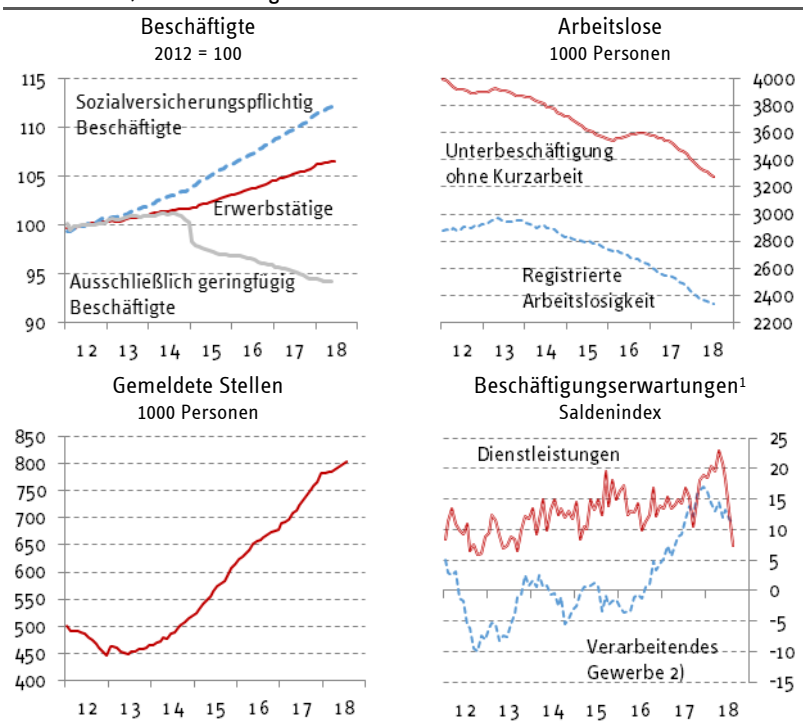 Beschäftigte
2012 = 100
115
110
105
100
95
90
Sozialversicherungspflichtig
Beschäftigte
Erwerbstätige
Ausschließlich geringfügig
Beschäftigte
12 13 14 15 16 17 18
Arbeitslose
1000 Personen
4000
3800
3600
3400
3200
3000
2800
2600
2400
2200
Unterbeschäftigung
ohne Kurzarbeit
Registrierte
Arbeitslosigkeit
12 13 14 15 16 17 18
Gemeldete Stellen
1000 Personen
850
800
750
700
650
600
550
500
450
400
12 13 14 15 16 17 18
Beschäftigungserwartungen¹
Saldenindex
25
20
15
10
5
0
-5
-10
-15
Dienstleistungen
Verarbeitendes
Gewerbe 2)
12 13 14 15 16 17 18